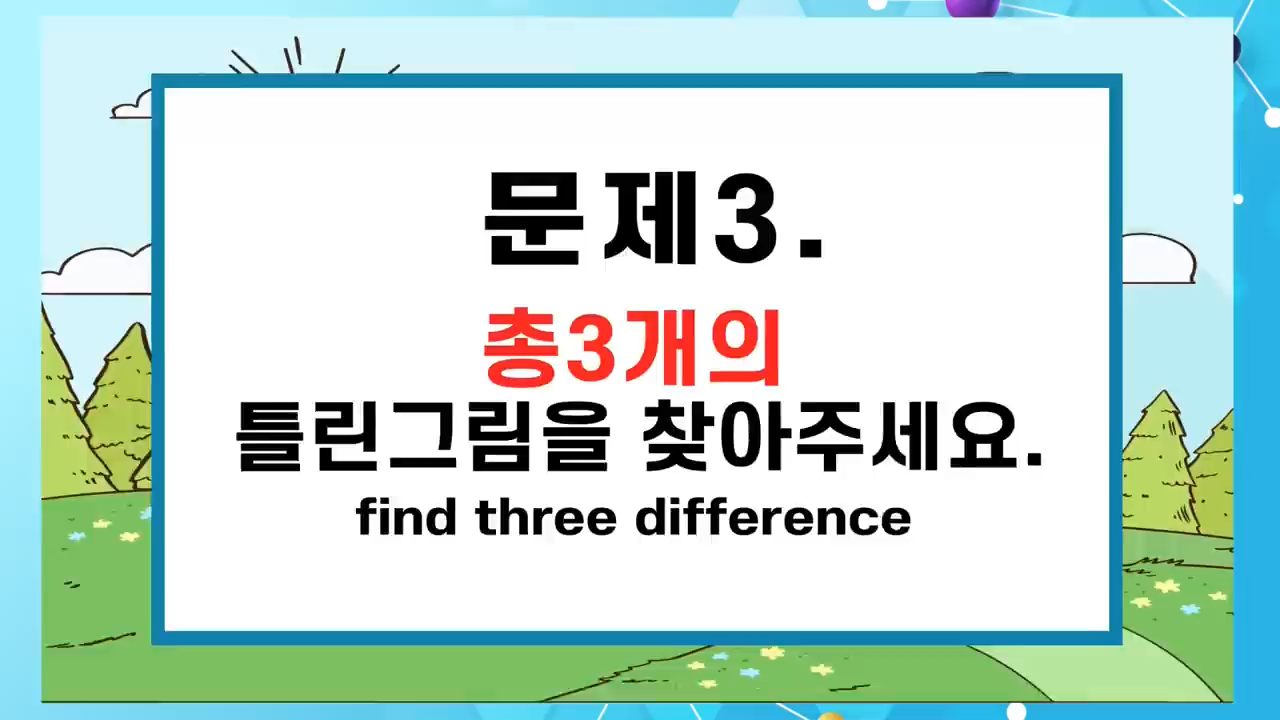 문제3.
총3개의
틀린그림을 찾아주세요.
find three difference